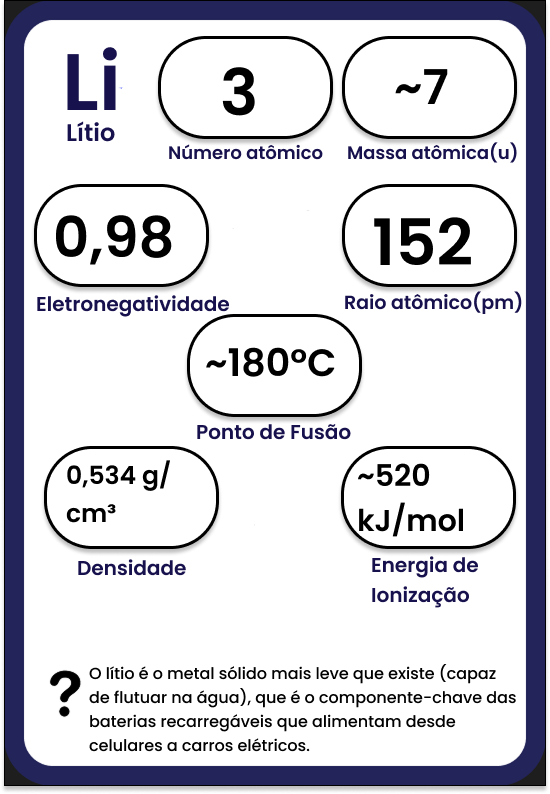 Li
Lítio
3
Número atômico
~7
Massa atômica(u)
0,98
Eletronegatividade
152
Raio atômico(pm)
~180°C
Ponto de Fusão
0,534 g/
cm³
Densidade
~520
kJ/mol
Energia de
Ionização
?
O lítio é o metal sólido mais leve que existe (capaz
de flutuar na água), que é o componente-chave das
baterias recarregáveis que alimentam desde
celulares a carros elétricos.